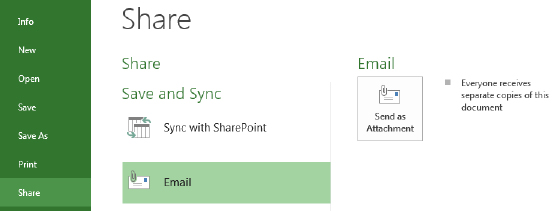 Share
Info
New
Open
Save
Save As
Print
Share
Share
Save and Sync
Sync with SharePoint
Email
Email
Send as
Attachment
Everyone receives
separate copies of this
document